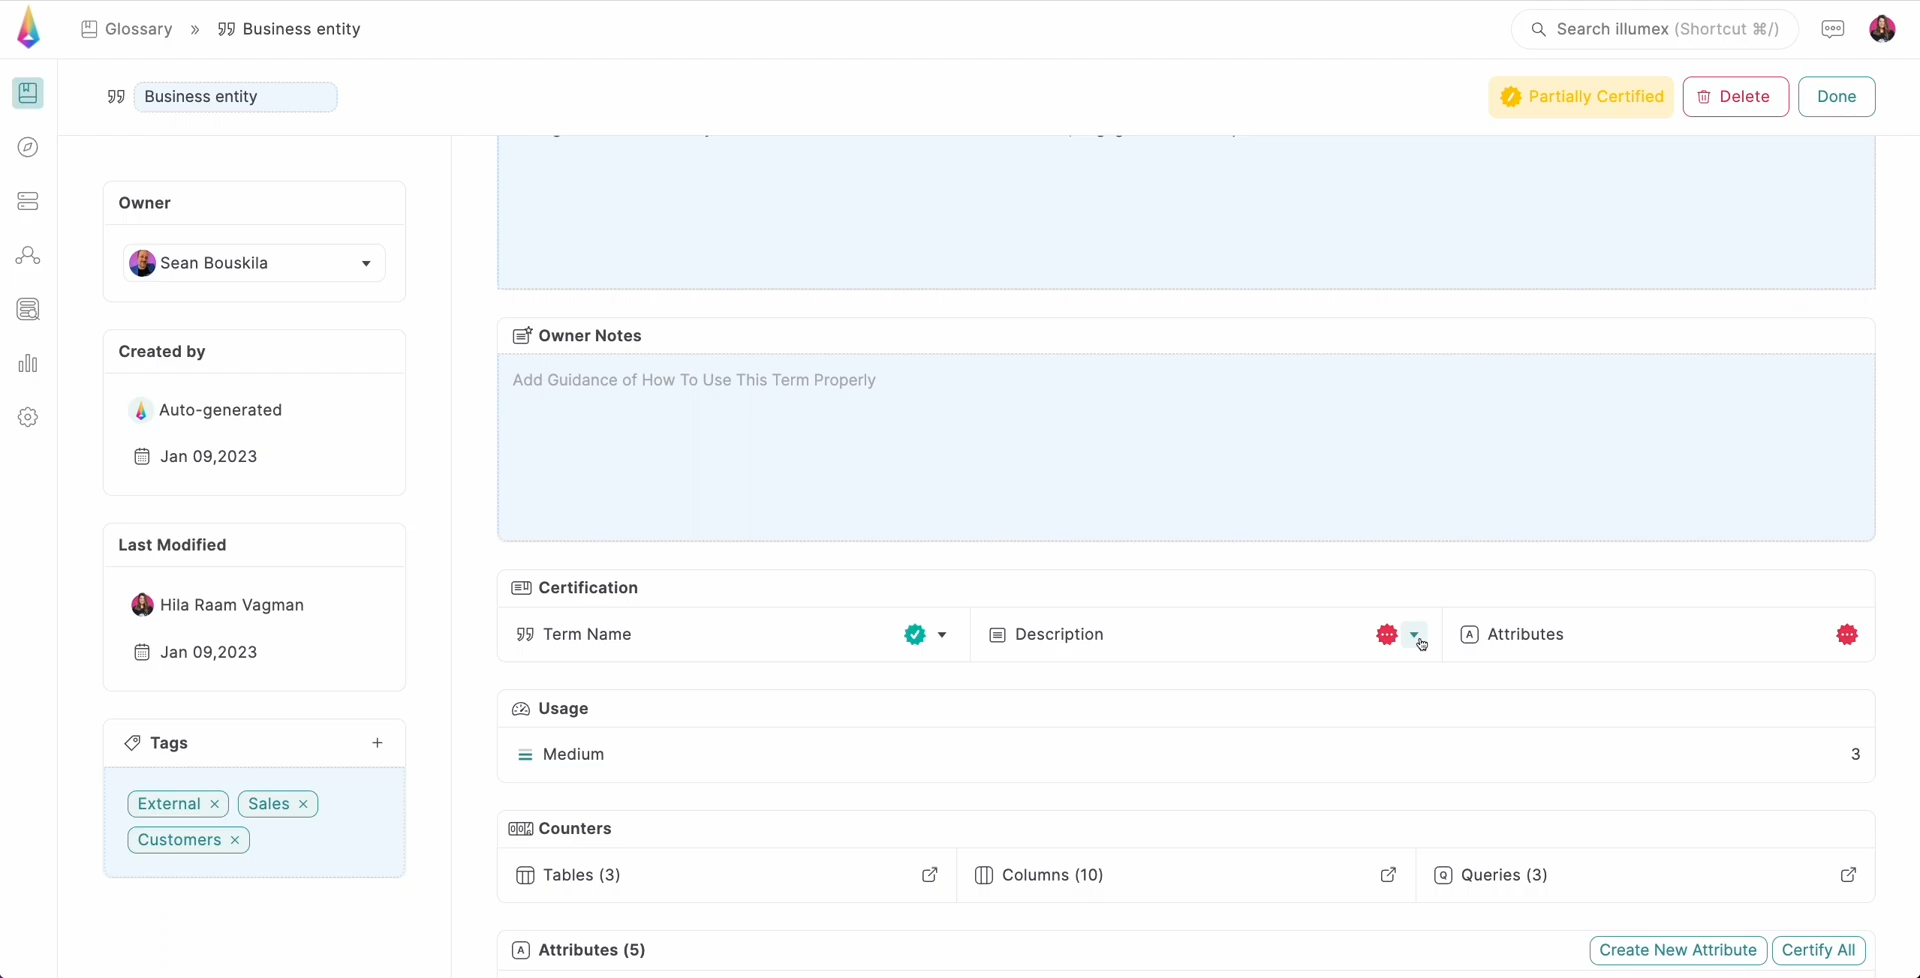 Glossary » Business entity
Search illumex (Shortcut ⌘/)
Business entity
Partially Certified
Delete
Done
Owner
Sean Bouskila
Created by
Auto-generated
Jan 09,2023
Last Modified
Hila Raam Vagman
Jan 09,2023
Tags +
External ×
Sales ×
Customers ×
Owner Notes
Add Guidance of How To Use This Term Properly
Certification
Term Name
Description
A Attributes
Usage
Medium
3
Counters
Tables (3)
Columns (10)
Q Queries (3)
A Attributes (5)
Create New Attribute
Certify All